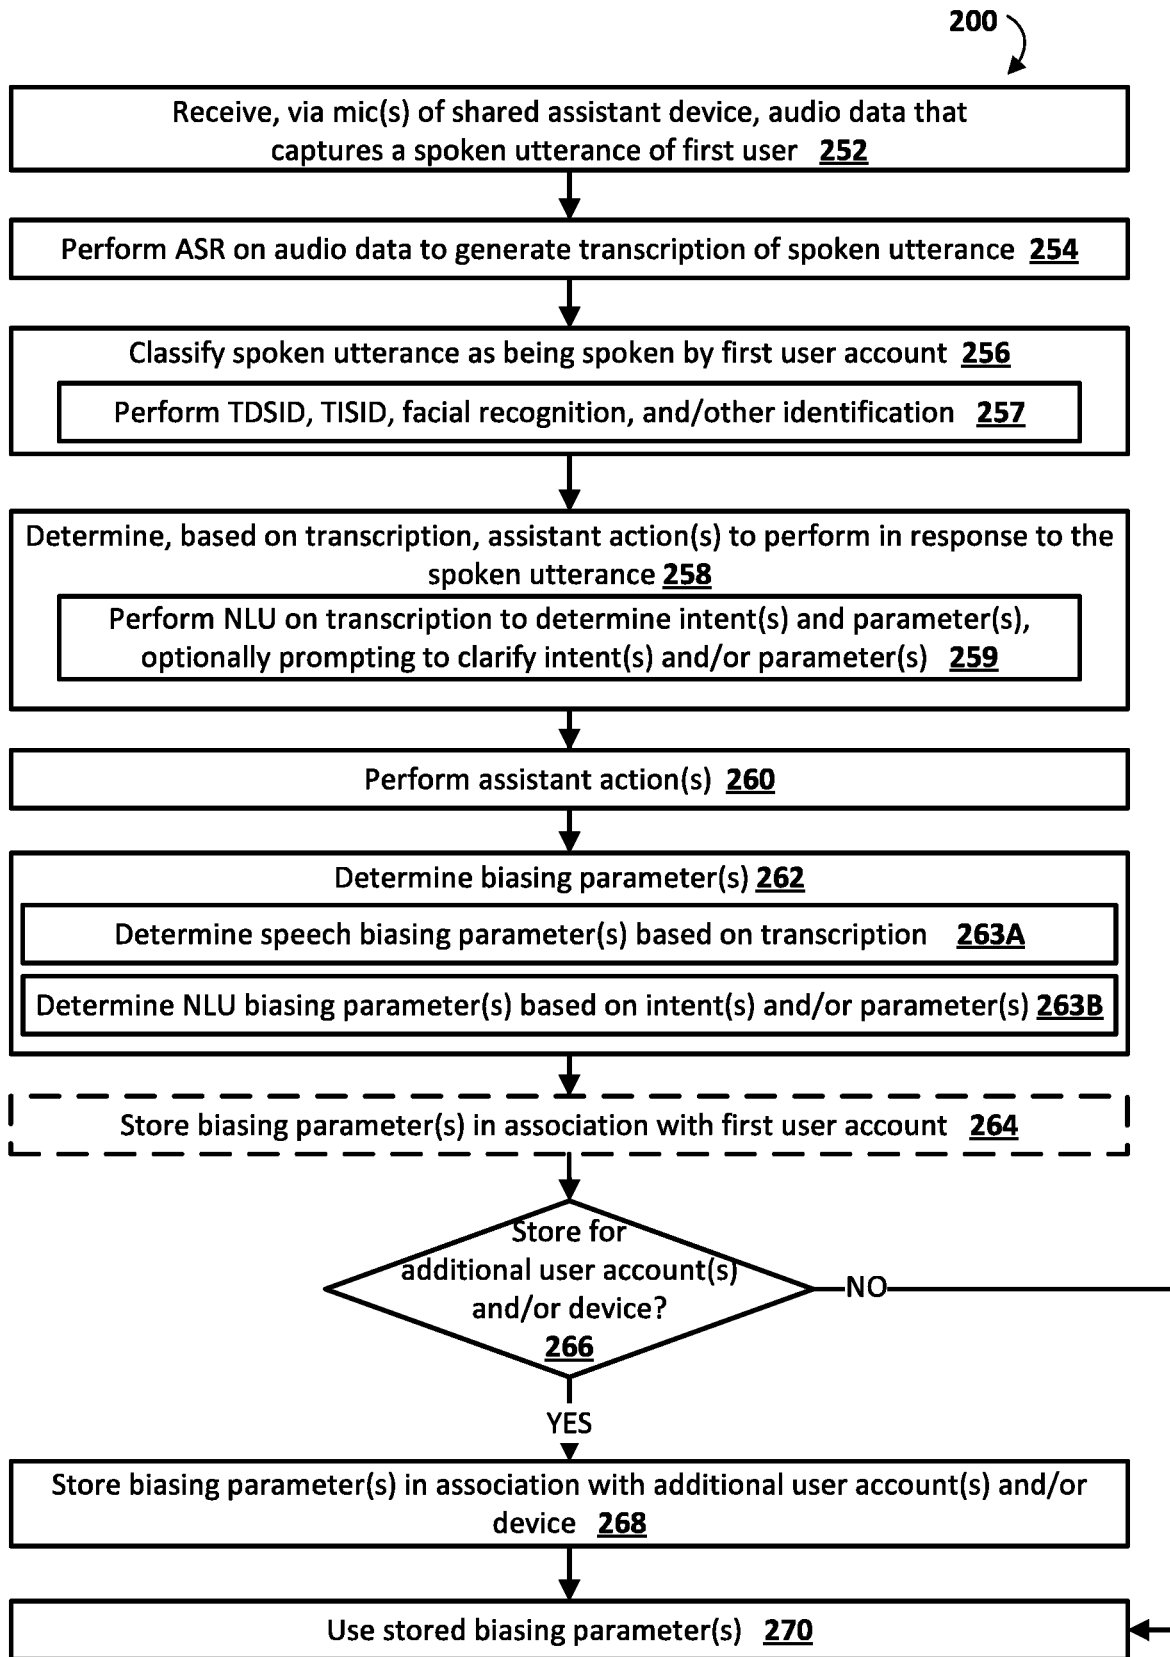 200
Receive, via mic(s) of shared assistant device, audio data that
captures a spoken utterance of first user 252
Perform ASR on audio data to generate transcription of spoken utterance 254
Classify spoken utterance as being spoken by first user account 256
Perform TDSID, TISID, facial recognition, and/other identification 257
Determine, based on transcription, assistant action(s) to perform in response to the
spoken utterance 258
Perform NLU on transcription to determine intent(s) and parameter(s),
optionally prompting to clarify intent(s) and/or parameter(s) 259
Perform assistant action(s) 260
Determine biasing parameter(s) 262
Determine speech biasing parameter(s) based on transcription 263A
Determine NLU biasing parameter(s) based on intent(s) and/or parameter(s) 263B
Store biasing parameter(s) in association with first user account 264
Store for
additional user account(s)
and/or device?
266
NO
YES
Store biasing parameter(s) in association with additional user account(s) and/or
device 268
Use stored biasing parameter(s) 270